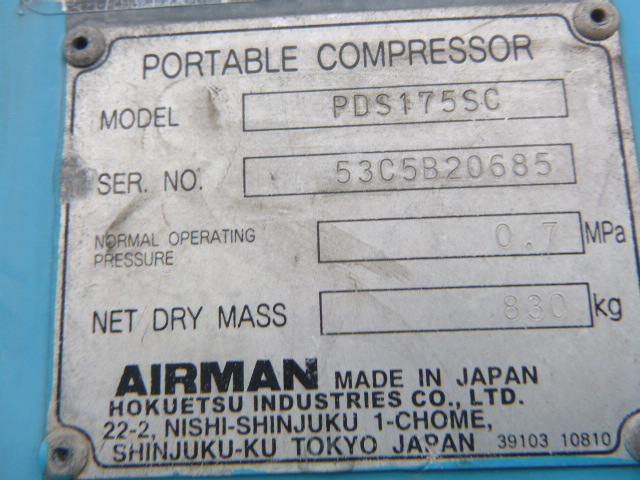 PORTABLE COMPRESSOR
MODEL PDS175SC
SER. NO. 53C5B20685
NORMAL OPERATING
PRESSURE 0.7 MPa
NET DRY MASS 830 kg
AIRMAN MADE IN JAPAN
HOKUETSU INDUSTRIES CO., LTD.
22-2, NISHI-SHINJUKU 1-CHOME,
SHINJUKU-KU TOKYO JAPAN 39103 10810